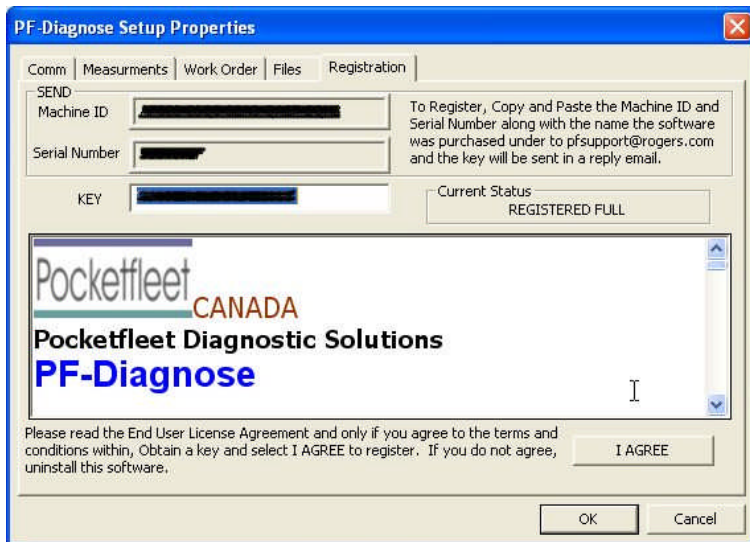 PF-Diagnose Setup Properties
Comm Measurments Work Order Files Registration
SEND
Machine ID
Serial Number
To Register, Copy and Paste the Machine ID and
Serial Number along with the name the software
was purchased under to pfsupport@rogers.com
and the key will be sent in a reply email.
KEY
Current Status
REGISTERED FULL
Pocketfleet
CANADA
Pocketfleet Diagnostic Solutions
PF-Diagnose
Please read the End User License Agreement and only if you agree to the terms and
conditions within, Obtain a key and select I AGREE to register. If you do not agree,
uninstall this software.
I AGREE
OK Cancel